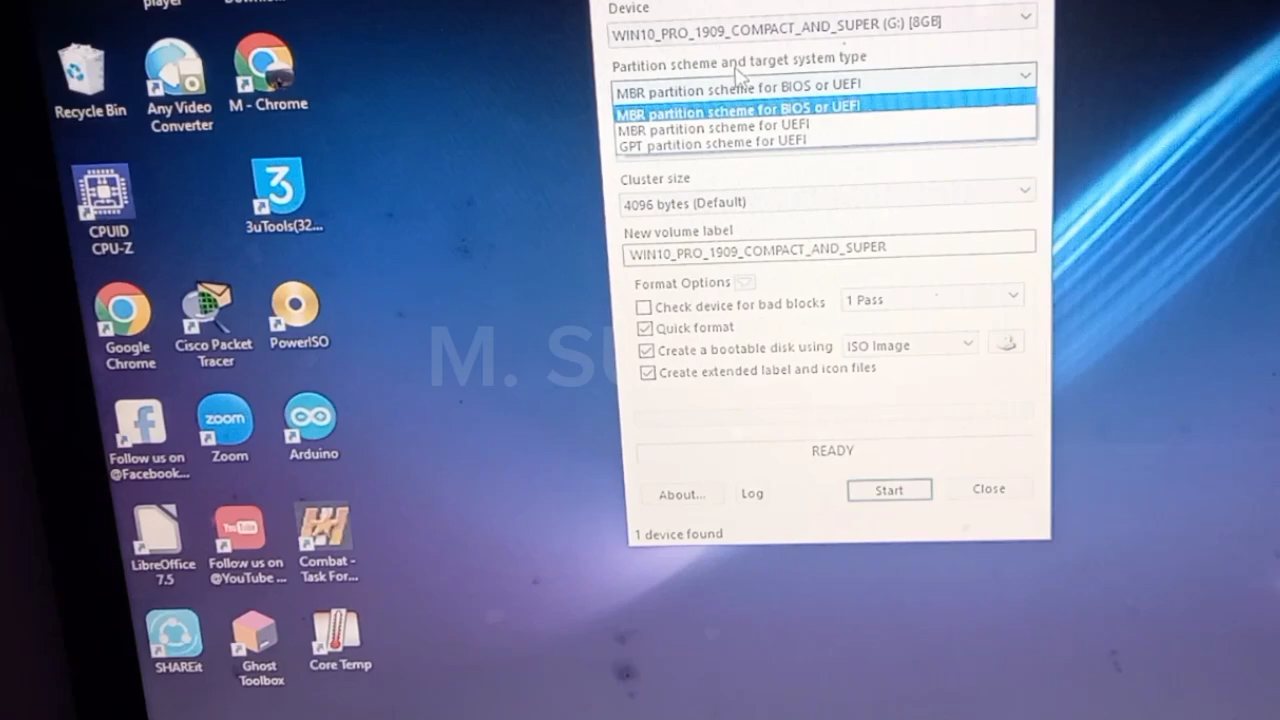 player
Device
WIN10_PRO_1909_COMPACT_AND_SUPER (G:) [8GB]
Partition scheme and target system type
MBR partition scheme for BIOS or UEFI
MBR partition scheme for BIOS or UEFI
MBR partition scheme for UEFI
GPT partition scheme for UEFI
Cluster size
4096 bytes (Default)
New volume label
WIN10_PRO_1909_COMPACT_AND_SUPER
Format Options
Check device for bad blocks
1 Pass
Quick format
Create a bootable disk using
ISO Image
Create extended label and icon files
READY
About...
Log
Start
Close
1 device found
Recycle Bin
Any Video
Converter
M - Chrome
CPUID
CPU-Z
3
3uTools(32...
Google
Chrome
Cisco Packet
Tracer
PowerISO
Follow us on
@Facebook...
zoom
Zoom
Arduino
LibreOffice
7.5
YouTube
Follow us on
@YouTube ...
Combat -
Task For...
SHAREit
Ghost
Toolbox
Core Temp
M. SU